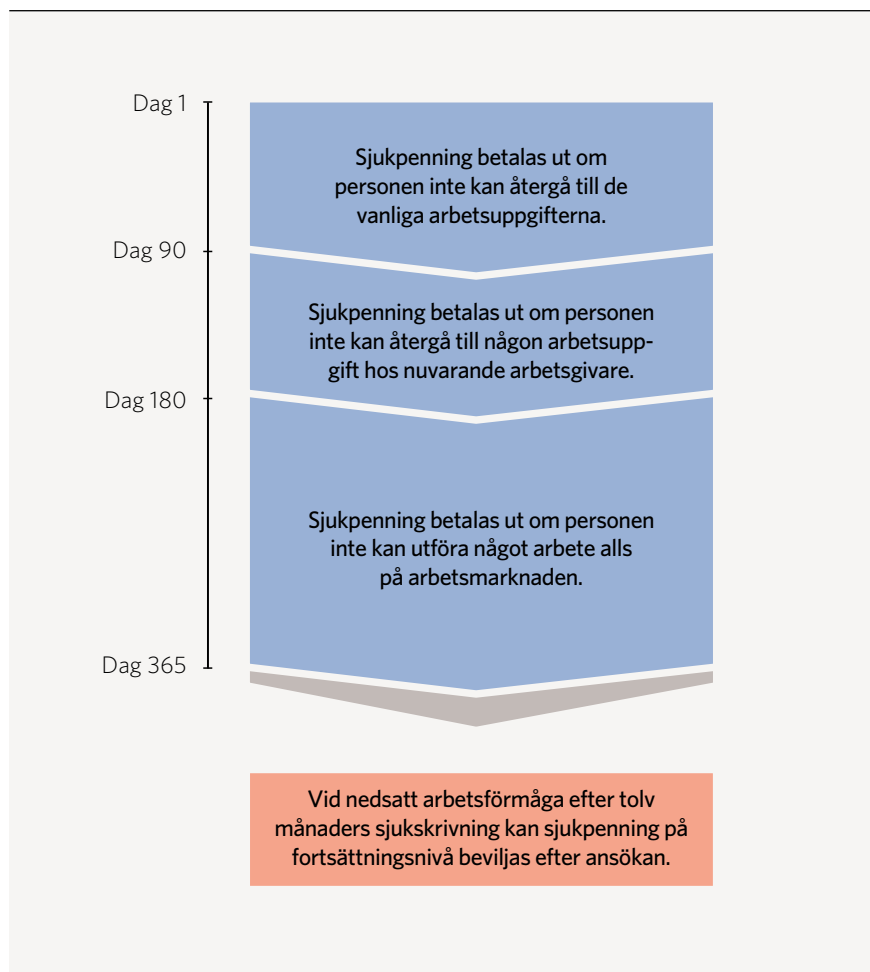 Dag 1
Sjukpenning betalas ut om
personen inte kan återgå till de
vanliga arbetsuppgifterna.
Dag 90
Sjukpenning betalas ut om personen
inte kan återgå till någon arbetsupp-
gift hos nuvarande arbetsgivare.
Dag 180
Sjukpenning betalas ut om personen
inte kan utföra något arbete alls
på arbetsmarknaden.
Dag 365
Vid nedsatt arbetsförmåga efter tolv
månaders sjukskrivning kan sjukpenning på
fortsättningsnivå beviljas efter ansökan.